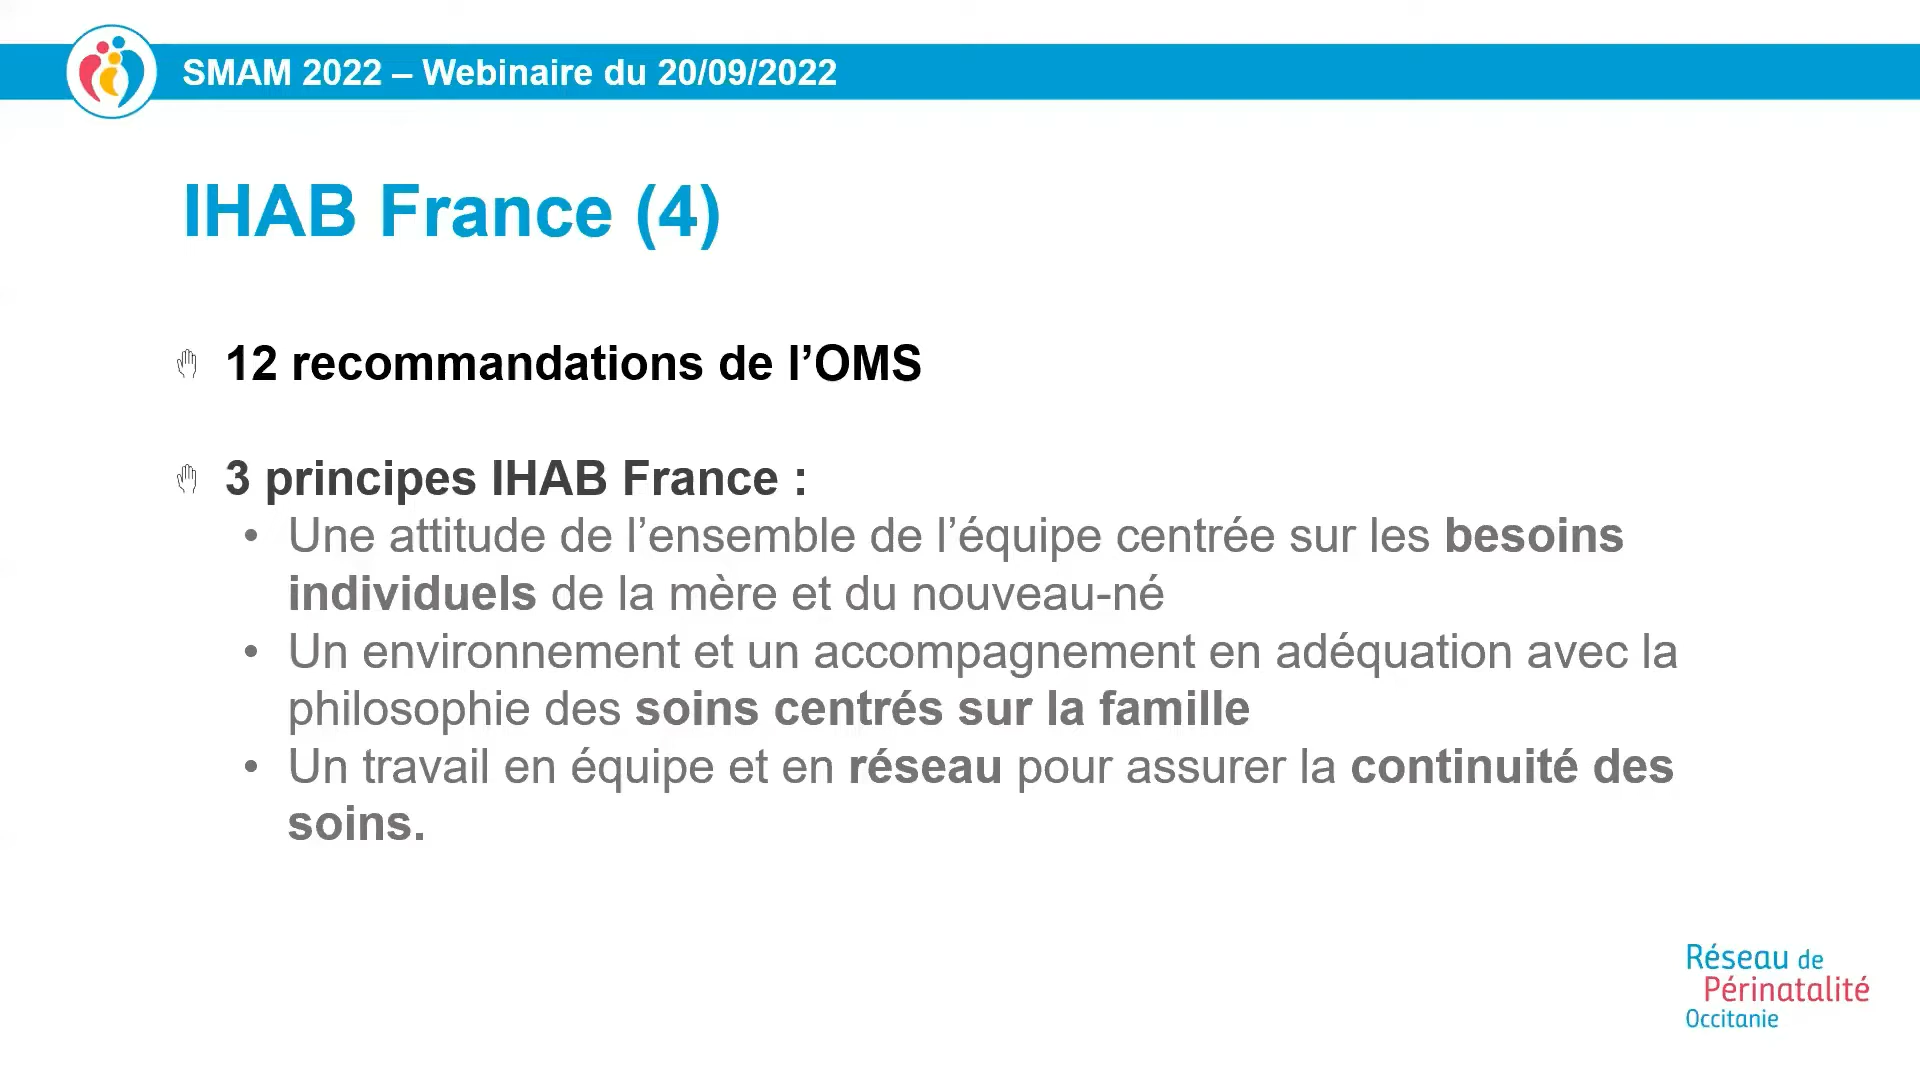 SMAM 2022 – Webinaire du 20/09/2022
IHAB France (4)
12 recommandations de l’OMS
3 principes IHAB France :
• Une attitude de l’ensemble de l’équipe centrée sur les besoins
individuels de la mère et du nouveau-né
• Un environnement et un accompagnement en adéquation avec la
philosophie des soins centrés sur la famille
• Un travail en équipe et en réseau pour assurer la continuité des
soins.
Réseau de
Périnatalité
Occitanie